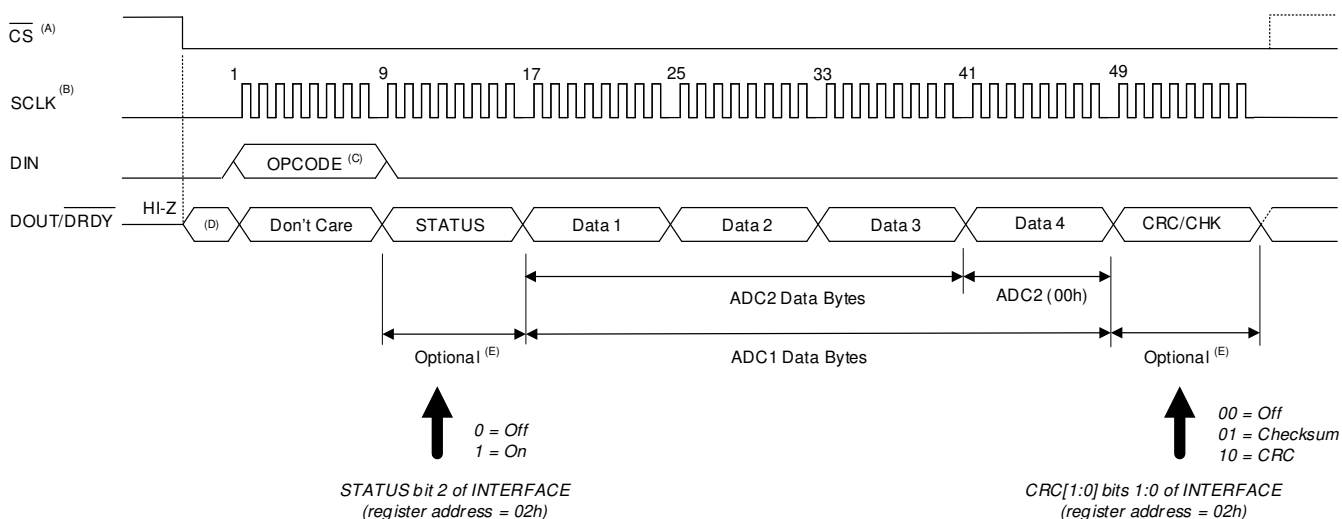 CS (A)
1 9 17 25 33 41 49
SCLK (B)
DIN OPCODE (C)
HI-Z
DOUT/DRDY (D) Don't Care STATUS Data 1 Data 2 Data 3 Data 4 CRC/CHK
ADC2 Data Bytes ADC2 (00h)
Optional (E) ADC1 Data Bytes Optional (E)
0 = Off
1 = On
00 = Off
01 = Checksum
10 = CRC
STATUS bit 2 of INTERFACE
(register address = 02h)
CRC[1:0] bits 1:0 of INTERFACE
(register address = 02h)